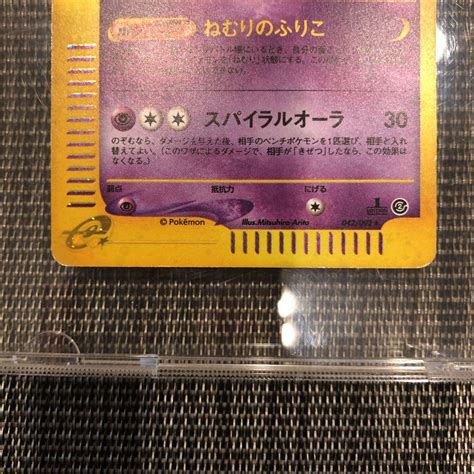 ねむりのふりこ
スパイラルオーラ 30
のぞむなら、ダメージを与えた後、相手のベンチポケモンを1匹選び、相手と入れ
替えてよい。(このワザによるダメージで、相手が「きぜつ」したなら、この効果は
なくなる。)
弱点 抵抗力 にげる
© Pokémon Illus. Mitsuhiro Arita 042/092 ★